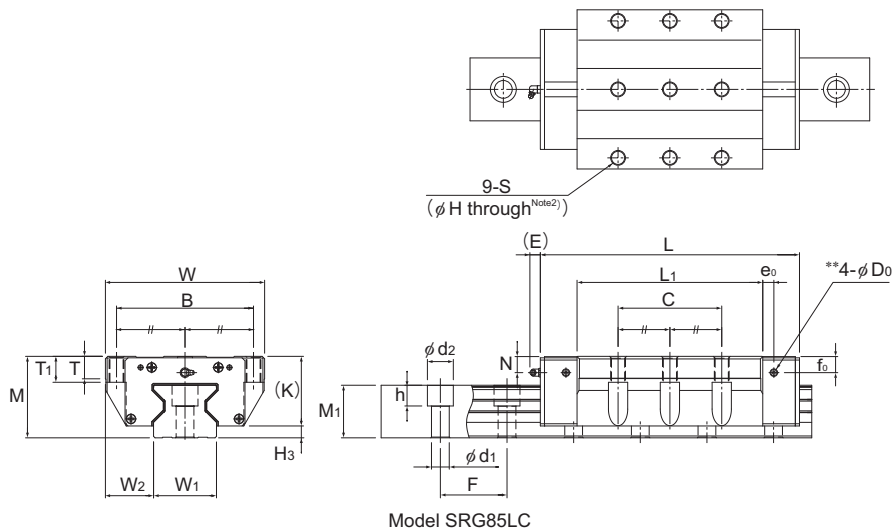 9-S
(φH through Note2))
(E)
L
L1
e0
**4-φD0
C
W
B
T1
T
M
(K)
H3
W2
W1
N
f0
φd2
h
M1
φd1
F
Model SRG85LC